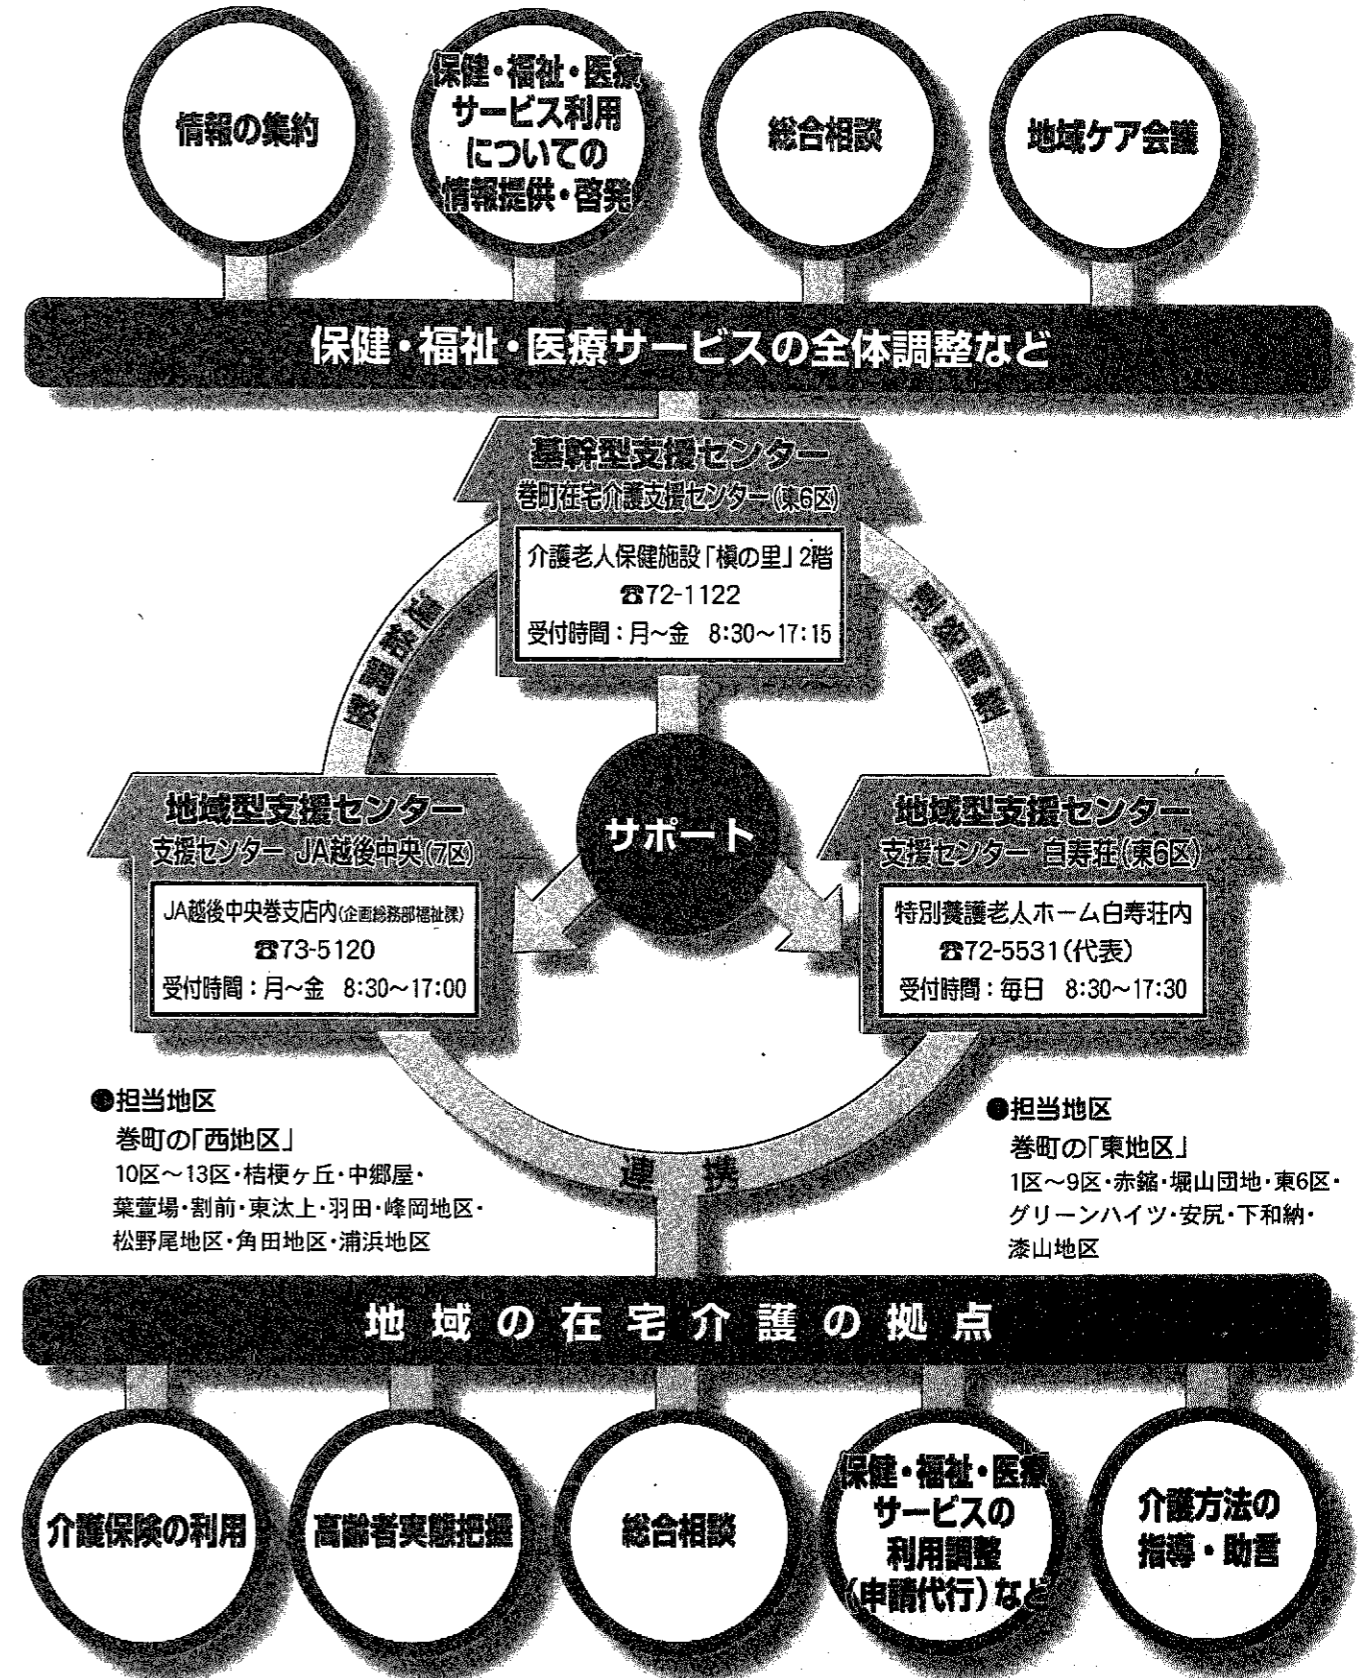 情報の集約
保健・福祉・医療
サービス利用
についての
情報提供・啓発
総合相談
地域ケア会議
保健・福祉・医療サービスの全体調整など
基幹型支援センター
巻町在宅介護支援センター(東6区)
介護老人保健施設「槇の里」2階
☎72-1122
受付時間：月～金 8:30～17:15
サポート
地域型支援センター
支援センター JA越後中央(7区)
JA越後中央巻支店内(企画総務部福祉課)
☎73-5120
受付時間：月～金 8:30～17:00
地域型支援センター
支援センター 白寿荘(東6区)
特別養護老人ホーム白寿荘内
☎72-5531(代表)
受付時間：毎日 8:30～17:30
●担当地区
巻町の「西地区」
10区～13区・桔梗ヶ丘・中郷屋・
葉萱場・割前・東汰上・羽田・峰岡地区・
松野尾地区・角田地区・浦浜地区
●担当地区
巻町の「東地区」
1区～9区・赤鏥・堀山団地・東6区・
グリーンハイツ・安尻・下和納・
漆山地区
連携
地域の在宅介護の拠点
介護保険の利用
高齢者実態把握
総合相談
保健・福祉・医療
サービスの
利用調整
(申請代行)など
介護方法の
指導・助言